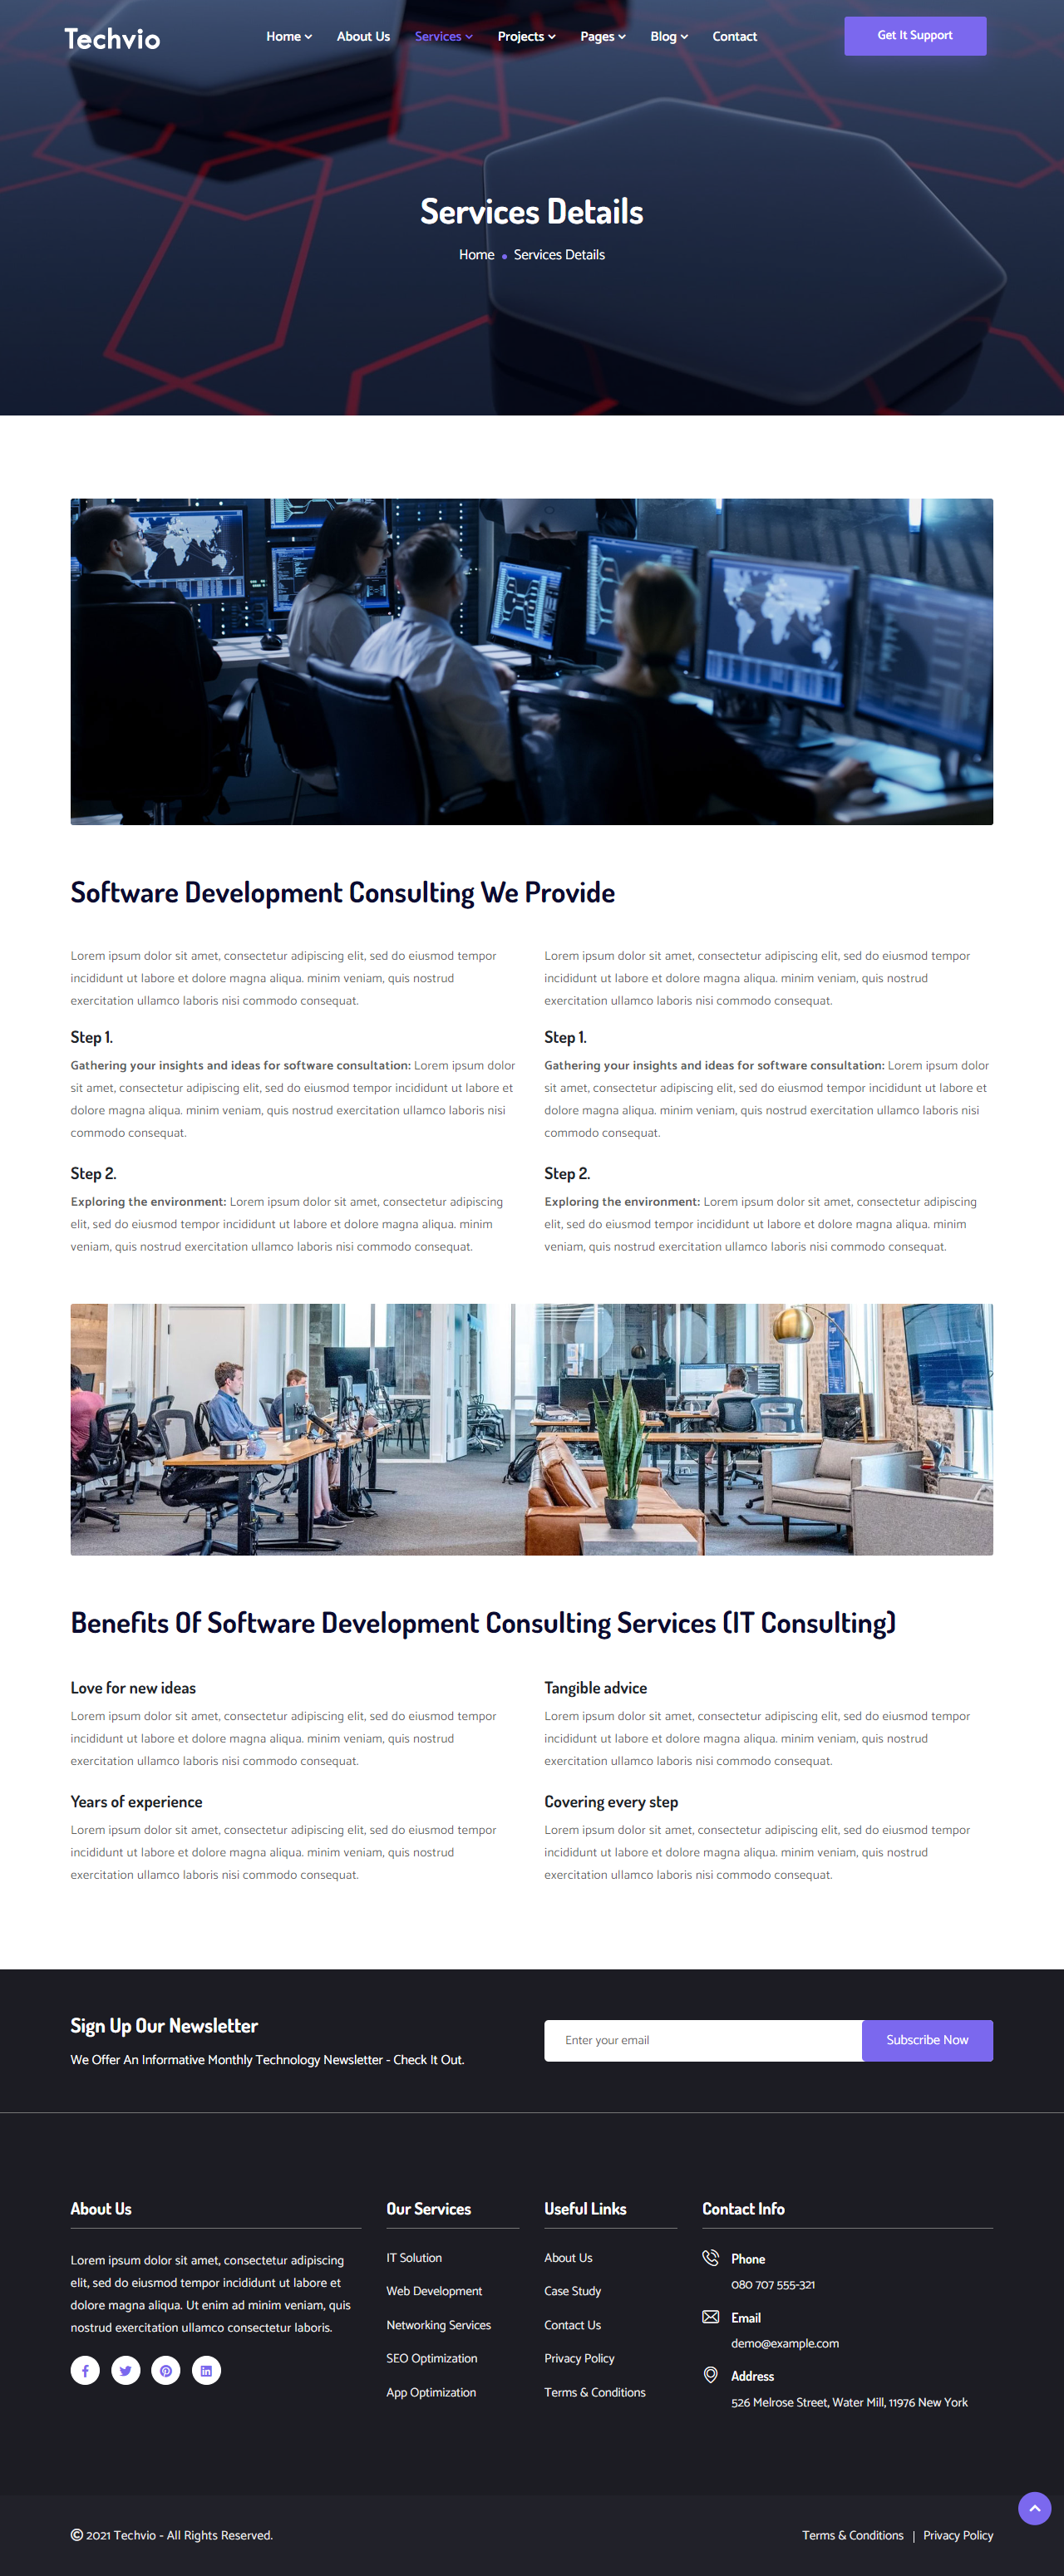 Techvio
Home
About Us
Services
Projects
Pages
Blog
Contact
Get It Support
Services Details
Home
Services Details
Software Development Consulting We Provide
Lorem ipsum dolor sit amet, consectetur adipiscing elit, sed do eiusmod tempor
incididunt ut labore et dolore magna aliqua. minim veniam, quis nostrud
exercitation ullamco laboris nisi commodo consequat.
Step 1.
Gathering your insights and ideas for software consultation: Lorem ipsum dolor
sit amet, consectetur adipiscing elit, sed do eiusmod tempor incididunt ut labore et
dolore magna aliqua. minim veniam, quis nostrud exercitation ullamco laboris nisi
commodo consequat.
Step 2.
Exploring the environment: Lorem ipsum dolor sit amet, consectetur adipiscing
elit, sed do eiusmod tempor incididunt ut labore et dolore magna aliqua. minim
veniam, quis nostrud exercitation ullamco laboris nisi commodo consequat.
Lorem ipsum dolor sit amet, consectetur adipiscing elit, sed do eiusmod tempor
incididunt ut labore et dolore magna aliqua. minim veniam, quis nostrud
exercitation ullamco laboris nisi commodo consequat.
Step 1.
Gathering your insights and ideas for software consultation: Lorem ipsum dolor
sit amet, consectetur adipiscing elit, sed do eiusmod tempor incididunt ut labore et
dolore magna aliqua. minim veniam, quis nostrud exercitation ullamco laboris nisi
commodo consequat.
Step 2.
Exploring the environment: Lorem ipsum dolor sit amet, consectetur adipiscing
elit, sed do eiusmod tempor incididunt ut labore et dolore magna aliqua. minim
veniam, quis nostrud exercitation ullamco laboris nisi commodo consequat.
Benefits Of Software Development Consulting Services (IT Consulting)
Love for new ideas
Lorem ipsum dolor sit amet, consectetur adipiscing elit, sed do eiusmod tempor
incididunt ut labore et dolore magna aliqua. minim veniam, quis nostrud
exercitation ullamco laboris nisi commodo consequat.
Tangible advice
Lorem ipsum dolor sit amet, consectetur adipiscing elit, sed do eiusmod tempor
incididunt ut labore et dolore magna aliqua. minim veniam, quis nostrud
exercitation ullamco laboris nisi commodo consequat.
Years of experience
Lorem ipsum dolor sit amet, consectetur adipiscing elit, sed do eiusmod tempor
incididunt ut labore et dolore magna aliqua. minim veniam, quis nostrud
exercitation ullamco laboris nisi commodo consequat.
Covering every step
Lorem ipsum dolor sit amet, consectetur adipiscing elit, sed do eiusmod tempor
incididunt ut labore et dolore magna aliqua. minim veniam, quis nostrud
exercitation ullamco laboris nisi commodo consequat.
Sign Up Our Newsletter
We Offer An Informative Monthly Technology Newsletter - Check It Out.
Enter your email
Subscribe Now
About Us
Lorem ipsum dolor sit amet, consectetur adipiscing
elit, sed do eiusmod tempor incididunt ut labore et
dolore magna aliqua. Ut enim ad minim veniam, quis
nostrud exercitation ullamco consectetur laboris.
Our Services
IT Solution
Web Development
Networking Services
SEO Optimization
App Optimization
Useful Links
About Us
Case Study
Contact Us
Privacy Policy
Terms & Conditions
Contact Info
Phone
080 707 555-321
Email
demo@example.com
Address
526 Melrose Street, Water Mill, 11976 New York
© 2021 Techvio - All Rights Reserved.
Terms & Conditions | Privacy Policy